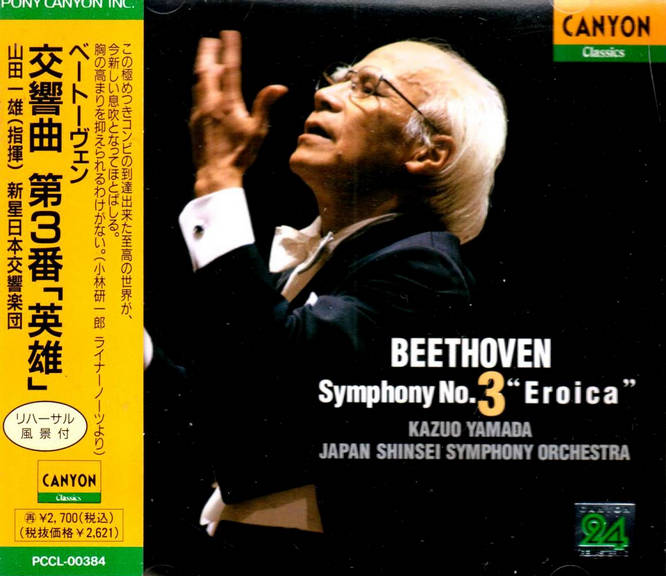 PONY CANYON INC.
この極めつきコンビの到達出来た至高の世界が、
今新しい息吹となってほとばしる。
胸の高まりを抑えられるわけがない。(小林研一郎 ライナーノーツより)
ベートーヴェン
交響曲 第3番「英雄」
山田一雄(指揮) 新星日本交響楽団
リハーサル
風景付
CANYON
Classics
再¥2,700(税込)
(税抜価格¥2,621)
PCCL-00384
CANYON
Classics
BEETHOVEN
Symphony No.3 “Eroica”
KAZUO YAMADA
JAPAN SHINSEI SYMPHONY ORCHESTRA
CANYON
24
REMASTER